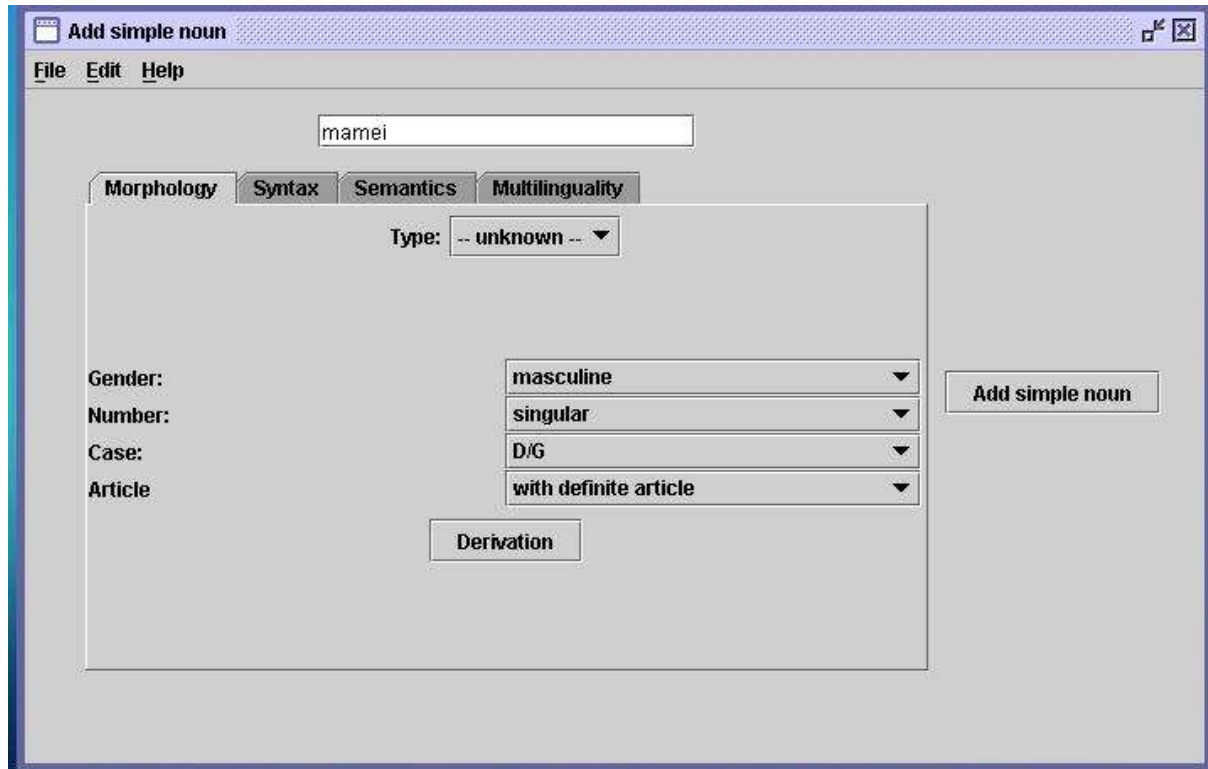 Add simple noun
File Edit Help
mamei
Morphology Syntax Semantics Multilinguality
Type: -- unknown --
Gender: masculine
Number: singular
Case: D/G
Article with definite article
Add simple noun
Derivation